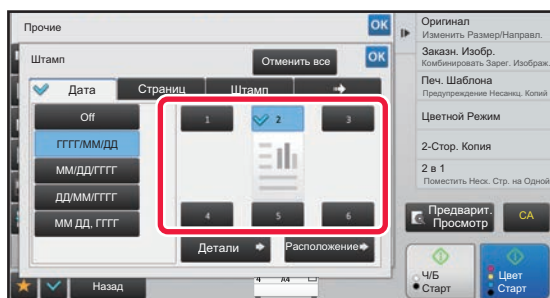 Прочие
OK
Штамп
Отменить все
OK
Дата
Страниц
Штамп
Off
ГГГГ/ММ/ДД
ММ/ДД/ГГГГ
ДД/ММ/ГГГГ
ММ ДД, ГГГГ
1
2
3
4
5
6
Детали
Расположение
Назад
A4
Оригинал
Изменить Размер/Направл.
Заказн. Изобр.
Комбинировать Зарег. Изображ.
Печ. Шаблона
Предупреждение Несанкц. Копий
Цветной Режим
2-Стор. Копия
2 в 1
Поместить Неск. Стр. на Одной
Предварит.
Просмотр
CA
Ч/Б
Старт
Цвет
Старт